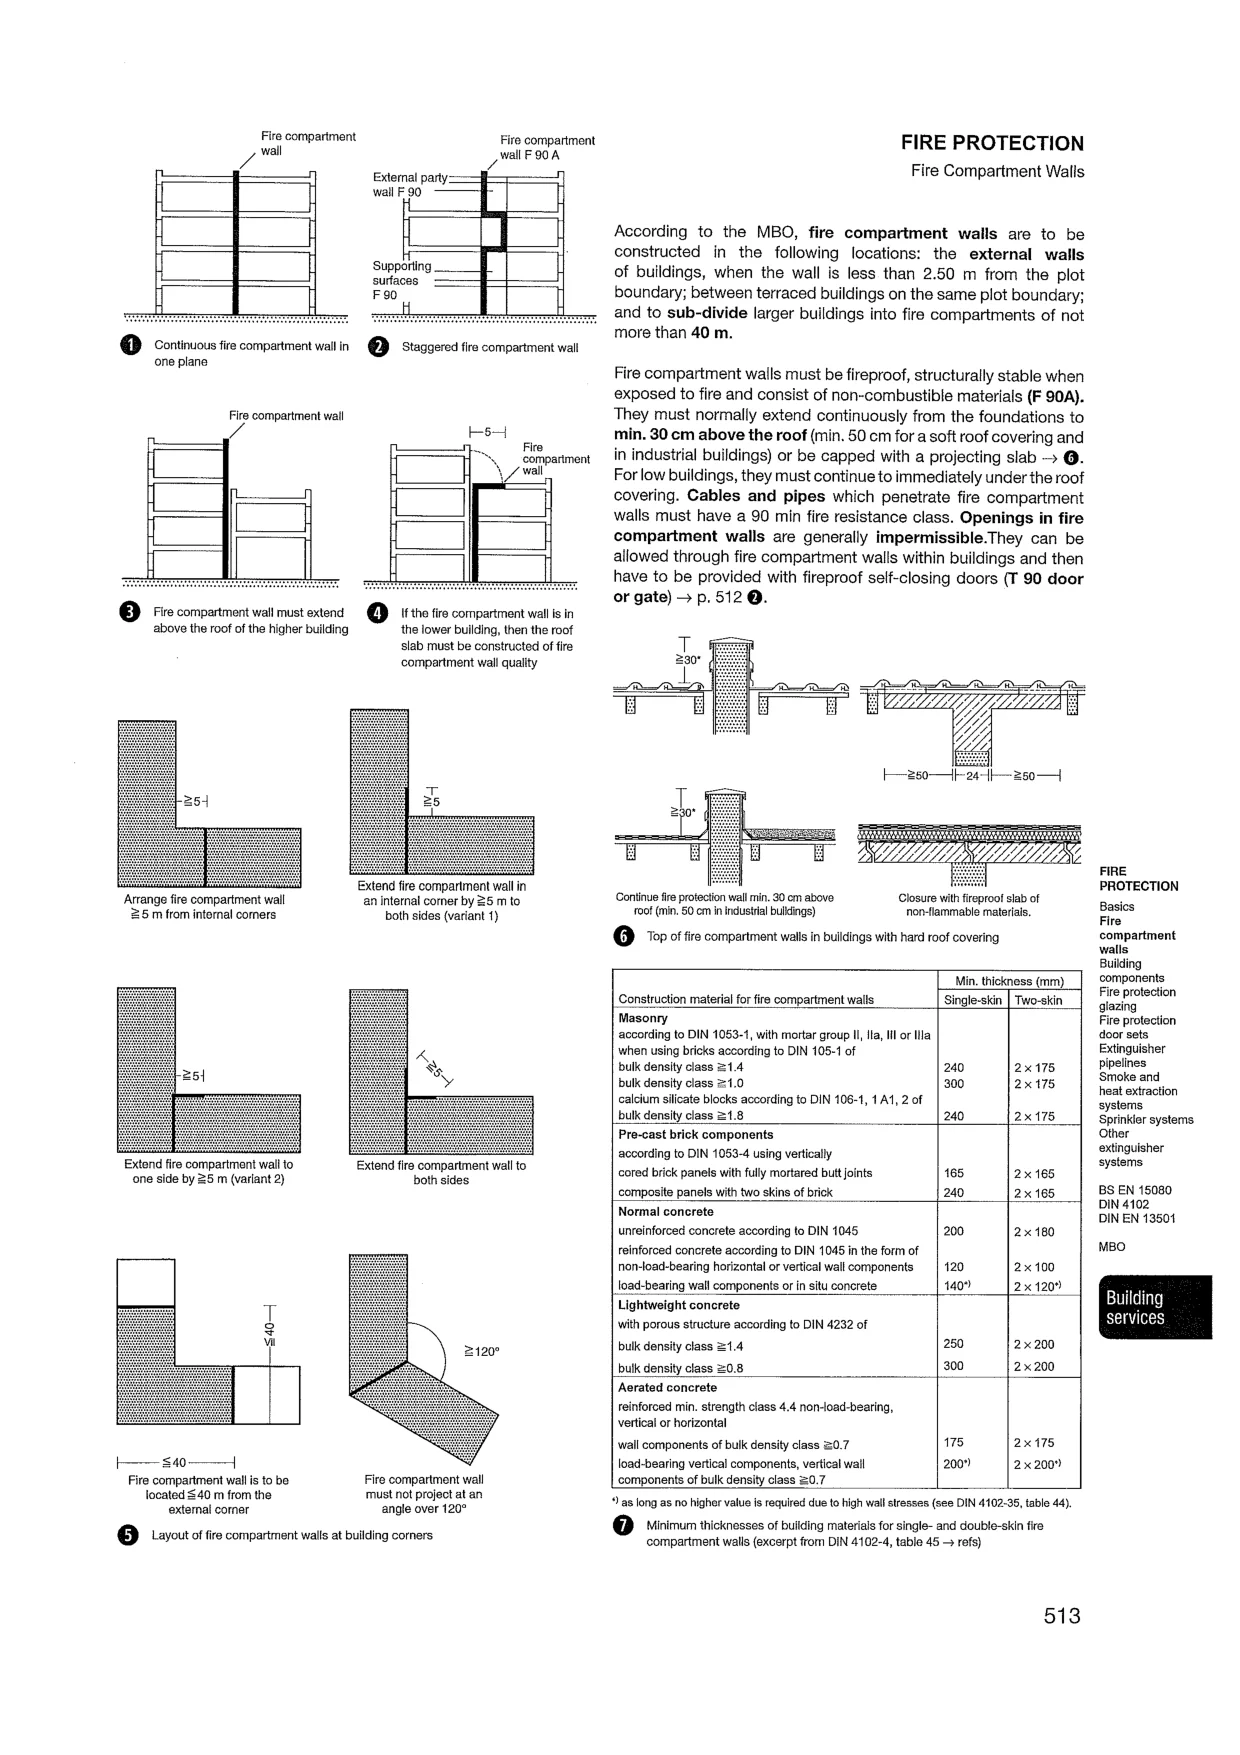 FIRE PROTECTION
Fire Compartment Walls
Fire compartment
wall
Fire compartment
wall F 90 A
External party
wall F 90
Supporting
surfaces
F 90
1 Continuous fire compartment wall in
one plane
2 Staggered fire compartment wall
Fire compartment wall
5
Fire
compartment
wall
3 Fire compartment wall must extend
above the roof of the higher building
4 If the fire compartment wall is in
the lower building, then the roof
slab must be constructed of fire
compartment wall quality
≧5
Arrange fire compartment wall
≧5 m from internal corners
≧5
Extend fire compartment wall in
an internal corner by ≧5 m to
both sides (variant 1)
≧5
Extend fire compartment wall to
one side by ≧5 m (variant 2)
≧5
Extend fire compartment wall to
both sides
≦40
≦40
Fire compartment wall is to be
located ≦40 m from the
external corner
≧120°
Fire compartment wall
must not project at an
angle over 120°
5 Layout of fire compartment walls at building corners
According to the MBO, fire compartment walls are to be
constructed in the following locations: the external walls
of buildings, when the wall is less than 2.50 m from the plot
boundary; between terraced buildings on the same plot boundary;
and to sub-divide larger buildings into fire compartments of not
more than 40 m.
Fire compartment walls must be fireproof, structurally stable when
exposed to fire and consist of non-combustible materials (F 90A).
They must normally extend continuously from the foundations to
min. 30 cm above the roof (min. 50 cm for a soft roof covering and
in industrial buildings) or be capped with a projecting slab → 6.
For low buildings, they must continue to immediately under the roof
covering. Cables and pipes which penetrate fire compartment
walls must have a 90 min fire resistance class. Openings in fire
compartment walls are generally impermissible.They can be
allowed through fire compartment walls within buildings and then
have to be provided with fireproof self-closing doors (T 90 door
or gate) → p. 512 2.
≧30*
≧50 24 ≧50
≧30*
Continue fire protection wall min. 30 cm above
roof (min. 50 cm in industrial buildings)
Closure with fireproof slab of
non-flammable materials.
6 Top of fire compartment walls in buildings with hard roof covering
Min. thickness (mm)
Construction material for fire compartment walls Single-skin Two-skin
Masonry
according to DIN 1053-1, with mortar group II, IIa, III or IIIa
when using bricks according to DIN 105-1 of
bulk density class ≧1.4 240 2 × 175
bulk density class ≧1.0 300 2 × 175
calcium silicate blocks according to DIN 106-1, 1 A1, 2 of
bulk density class ≧1.8 240 2 × 175
Pre-cast brick components
according to DIN 1053-4 using vertically
cored brick panels with fully mortared butt joints 165 2 × 165
composite panels with two skins of brick 240 2 × 165
Normal concrete
unreinforced concrete according to DIN 1045 200 2 × 180
reinforced concrete according to DIN 1045 in the form of
non-load-bearing horizontal or vertical wall components 120 2 × 100
load-bearing wall components or in situ concrete 140*) 2 × 120*)
Lightweight concrete
with porous structure according to DIN 4232 of
bulk density class ≧1.4 250 2 × 200
bulk density class ≧0.8 300 2 × 200
Aerated concrete
reinforced min. strength class 4.4 non-load-bearing,
vertical or horizontal
wall components of bulk density class ≧0.7 175 2 × 175
load-bearing vertical components, vertical wall 200*) 2 × 200*)
components of bulk density class ≧0.7
*) as long as no higher value is required due to high wall stresses (see DIN 4102-35, table 44).
7 Minimum thicknesses of building materials for single- and double-skin fire
compartment walls (excerpt from DIN 4102-4, table 45 → refs)
FIRE
PROTECTION
Basics
Fire
compartment
walls
Building
components
Fire protection
glazing
Fire protection
door sets
Extinguisher
pipelines
Smoke and
heat extraction
systems
Sprinkler systems
Other
extinguisher
systems
BS EN 15080
DIN 4102
DIN EN 13501
MBO
Building
services
513